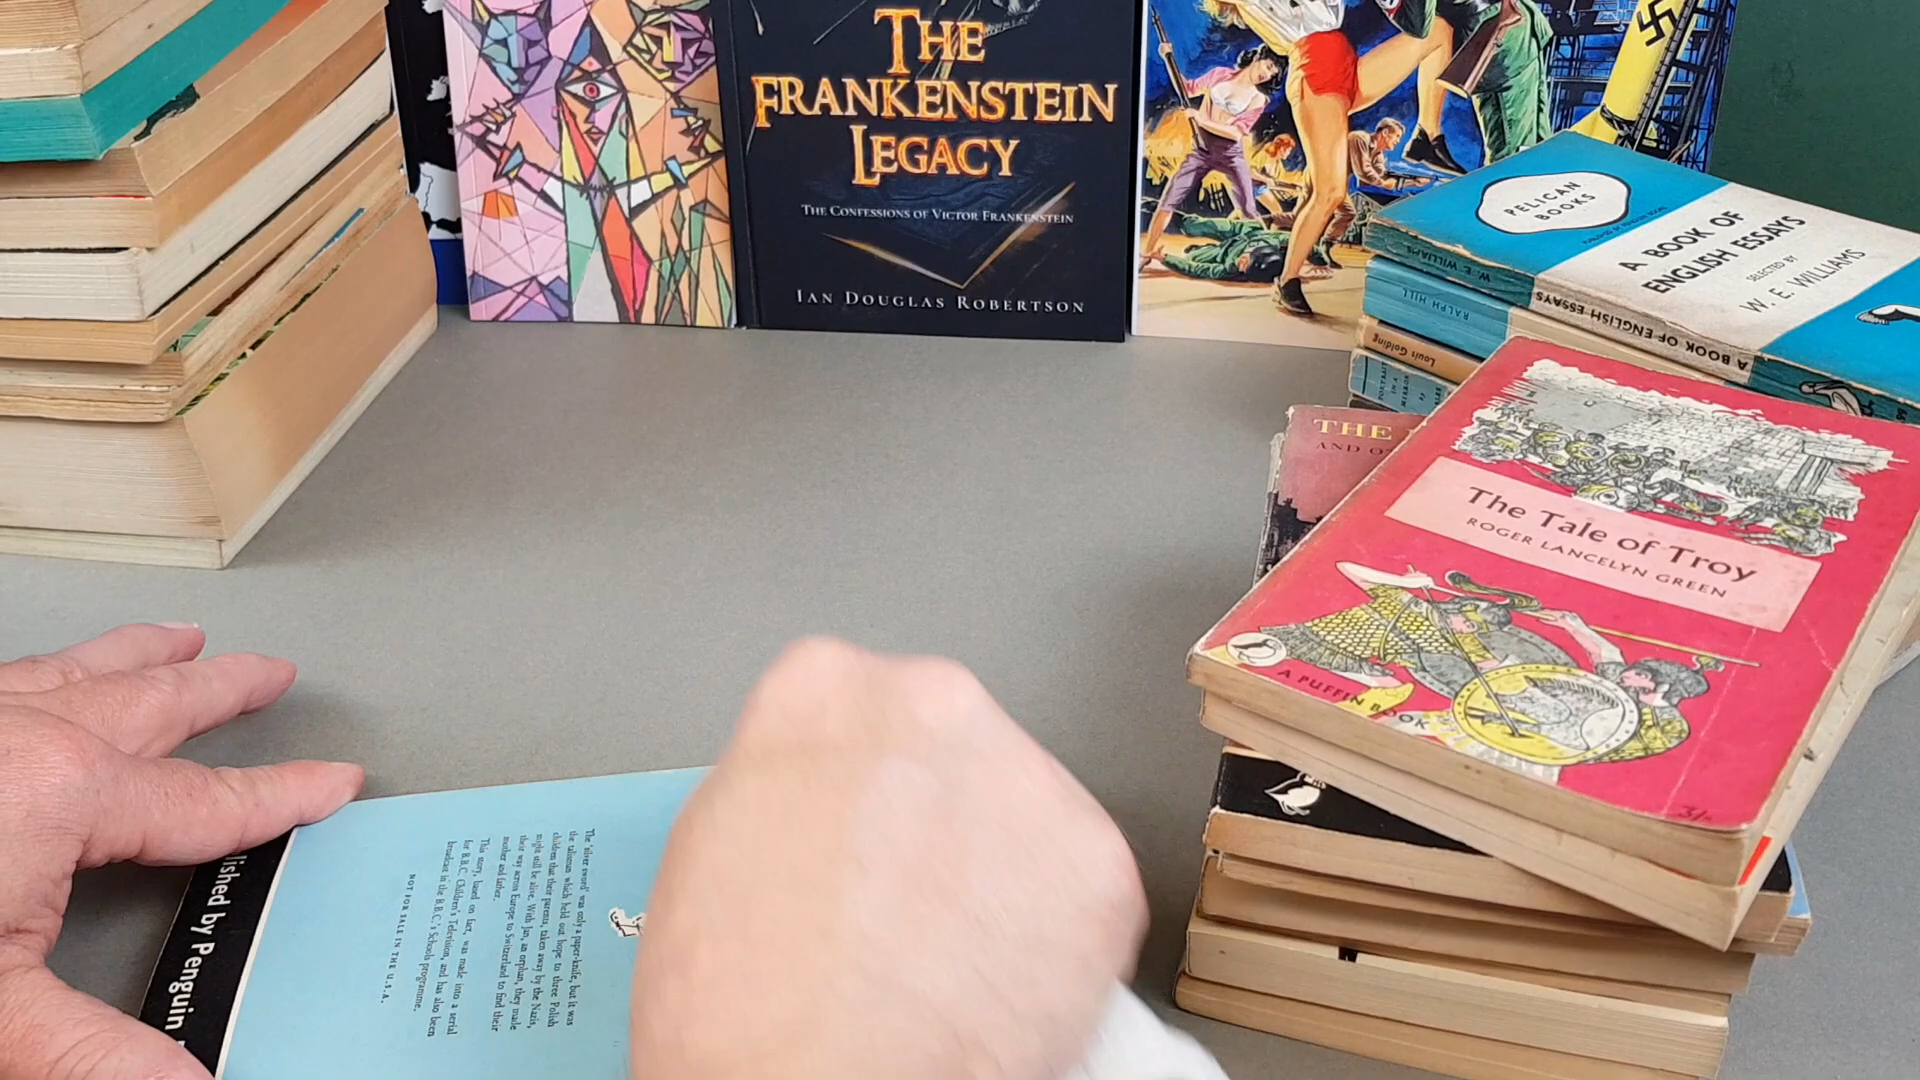 THE
FRANKENSTEIN
LEGACY
THE CONFESSIONS OF VICTOR FRANKENSTEIN
IAN DOUGLAS ROBERTSON
PELICAN
BOOKS
A BOOK OF
ENGLISH ESSAYS
SELECTED BY
W. E. WILLIAMS
W. E. WILLIAMS
A BOOK OF ENGLISH ESSAYS
RALPH HILL
Louis Golding
PORTRAIT
IN A
MIRROR
by
THE
AND
The Tale of Troy
ROGER LANCELYN GREEN
A PUFFIN BOOK
3/-
The 'silver sword' was only a paper-knife, but it was
the talisman which held out hope to three Polish
children that their parents, taken away by the Nazis,
might still be alive. With Jan, an orphan, they made
their way across Europe to Switzerland to find their
mother and father.
This story, based on fact, was made into a serial
for B.B.C. Children's Television, and has also been
broadcast in the B.B.C.'s Schools programme.
NOT FOR SALE IN THE U.S.A.
lished by Penguin